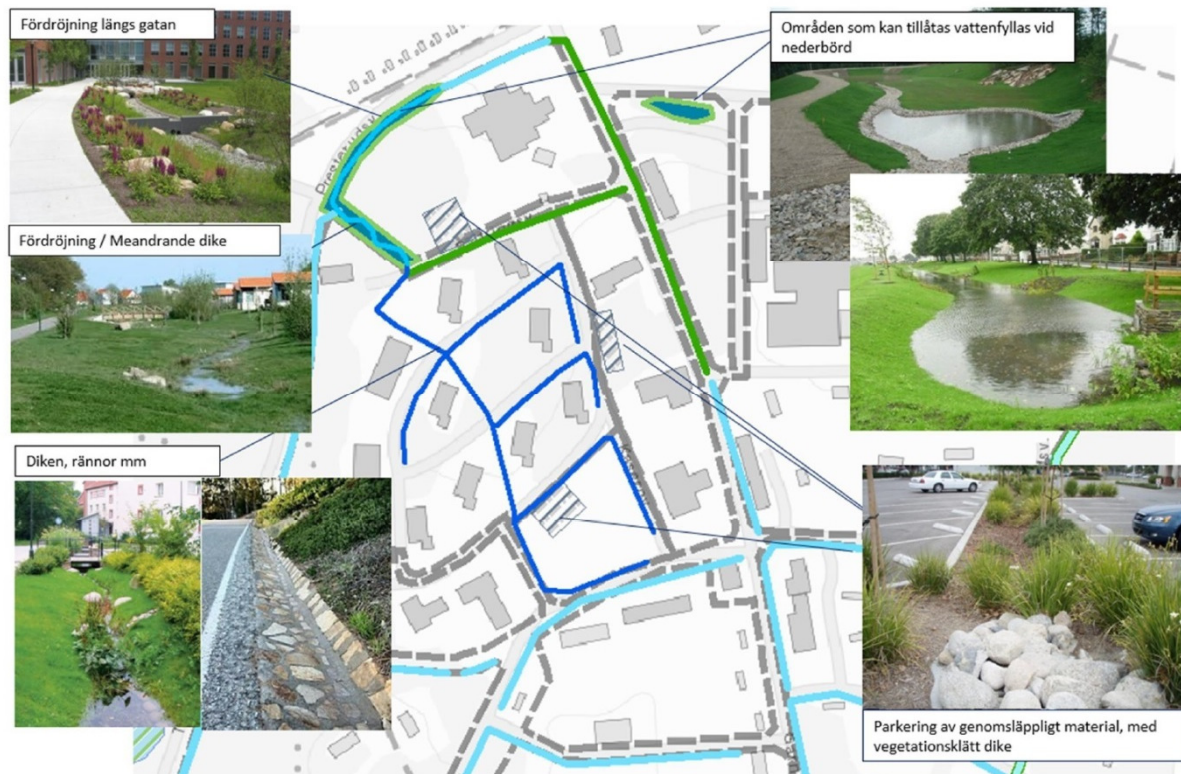 Fördröjning längs gatan
Områden som kan tillåtas vattenfyllas vid
nederbörd
Fördröjning / Meandrande dike
Diken, rännor mm
Parkering av genomsläppligt material, med
vegetationsklätt dike